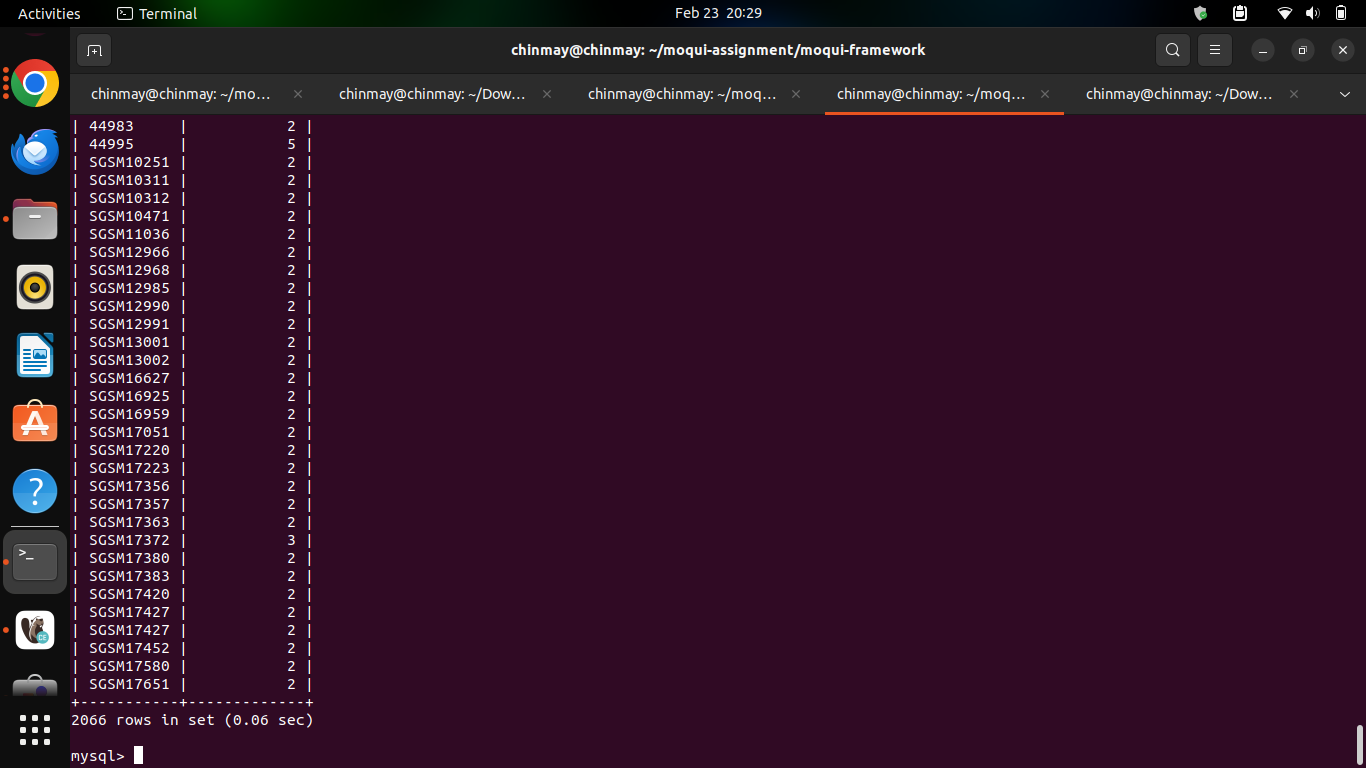 Activities
Terminal
Feb 23 20:29
chinmay@chinmay: ~/moqui-assignment/moqui-framework
chinmay@chinmay: ~/mo...
chinmay@chinmay: ~/Dow...
chinmay@chinmay: ~/moq...
chinmay@chinmay: ~/moq...
chinmay@chinmay: ~/Dow...
| 44983     |           2 |
| 44995     |           5 |
| SGSM10251 |           2 |
| SGSM10311 |           2 |
| SGSM10312 |           2 |
| SGSM10471 |           2 |
| SGSM11036 |           2 |
| SGSM12966 |           2 |
| SGSM12968 |           2 |
| SGSM12985 |           2 |
| SGSM12990 |           2 |
| SGSM12991 |           2 |
| SGSM13001 |           2 |
| SGSM13002 |           2 |
| SGSM16627 |           2 |
| SGSM16925 |           2 |
| SGSM16959 |           2 |
| SGSM17051 |           2 |
| SGSM17220 |           2 |
| SGSM17223 |           2 |
| SGSM17356 |           2 |
| SGSM17357 |           2 |
| SGSM17363 |           2 |
| SGSM17372 |           3 |
| SGSM17380 |           2 |
| SGSM17383 |           2 |
| SGSM17420 |           2 |
| SGSM17427 |           2 |
| SGSM17427 |           2 |
| SGSM17452 |           2 |
| SGSM17580 |           2 |
| SGSM17651 |           2 |
+-----------+-------------+
2066 rows in set (0.06 sec)
mysql>